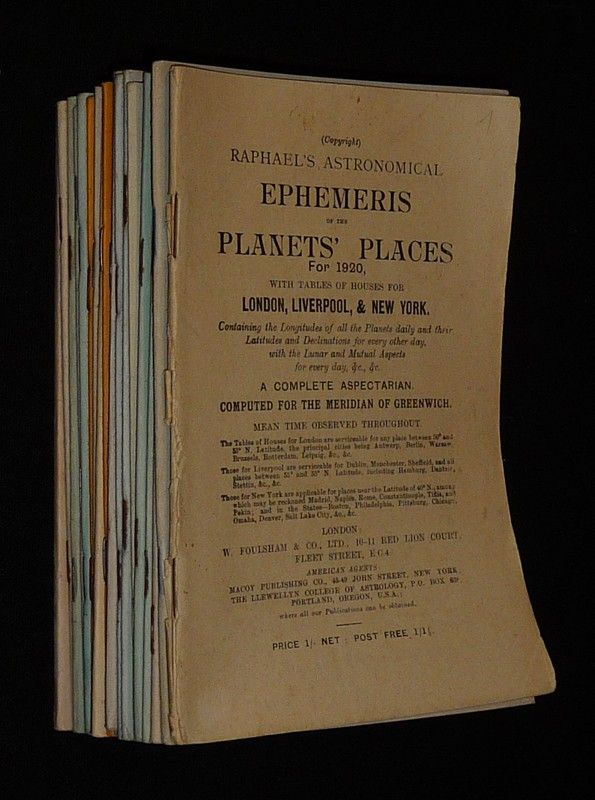 1
(Copyright)
RAPHAEL'S ASTRONOMICAL
EPHEMERIS
OF THE
PLANETS' PLACES
For 1920,
WITH TABLES OF HOUSES FOR
LONDON, LIVERPOOL, & NEW YORK.
Containing the Longitudes of all the Planets daily and their
Latitudes and Declinations for every other day,
with the Lunar and Mutual Aspects
for every day, &c., &c.
A COMPLETE ASPECTARIAN.
COMPUTED FOR THE MERIDIAN OF GREENWICH.
MEAN TIME OBSERVED THROUGHOUT.
The Tables of Houses for London are serviceable for any place between 50° and
53° N. Latitude, the principal cities being Antwerp, Berlin, Warsaw,
Brussels, Rotterdam, Leipzig, &c., &c.
Those for Liverpool are serviceable for Dublin, Manchester, Sheffield, and all
places between 51° and 55° N. Latitude, including Hamburg, Dantzic,
Stettin, &c., &c.
Those for New York are applicable for places near the Latitude of 40° N., among
which may be reckoned Madrid, Naples, Rome, Constantinople, Tiflis, and
Pekin; and in the States—Boston, Philadelphia, Pittsburg, Chicago,
Omaha, Denver, Salt Lake City, &c., &c.
LONDON:
W. FOULSHAM & CO., LTD., 10-11 RED LION COURT,
FLEET STREET, E.C.4
AMERICAN AGENTS:
MACOY PUBLISHING CO., 45-49 JOHN STREET, NEW YORK
THE LLEWELLYN COLLEGE OF ASTROLOGY, P.O. BOX
PORTLAND, OREGON, U.S.A.;
where all our Publications can be obtained.
PRICE 1/- NET; POST FREE 1/1½.